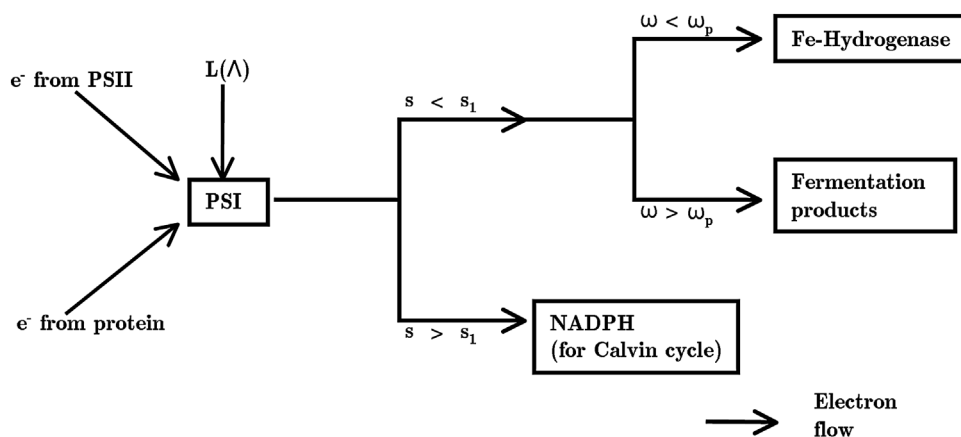 ω < ωₚ
Fe-Hydrogenase
e⁻ from PSII
L(Λ)
s < s₁
PSI
Fermentation
products
ω > ωₚ
e⁻ from protein
s > s₁
NADPH
(for Calvin cycle)
Electron
flow